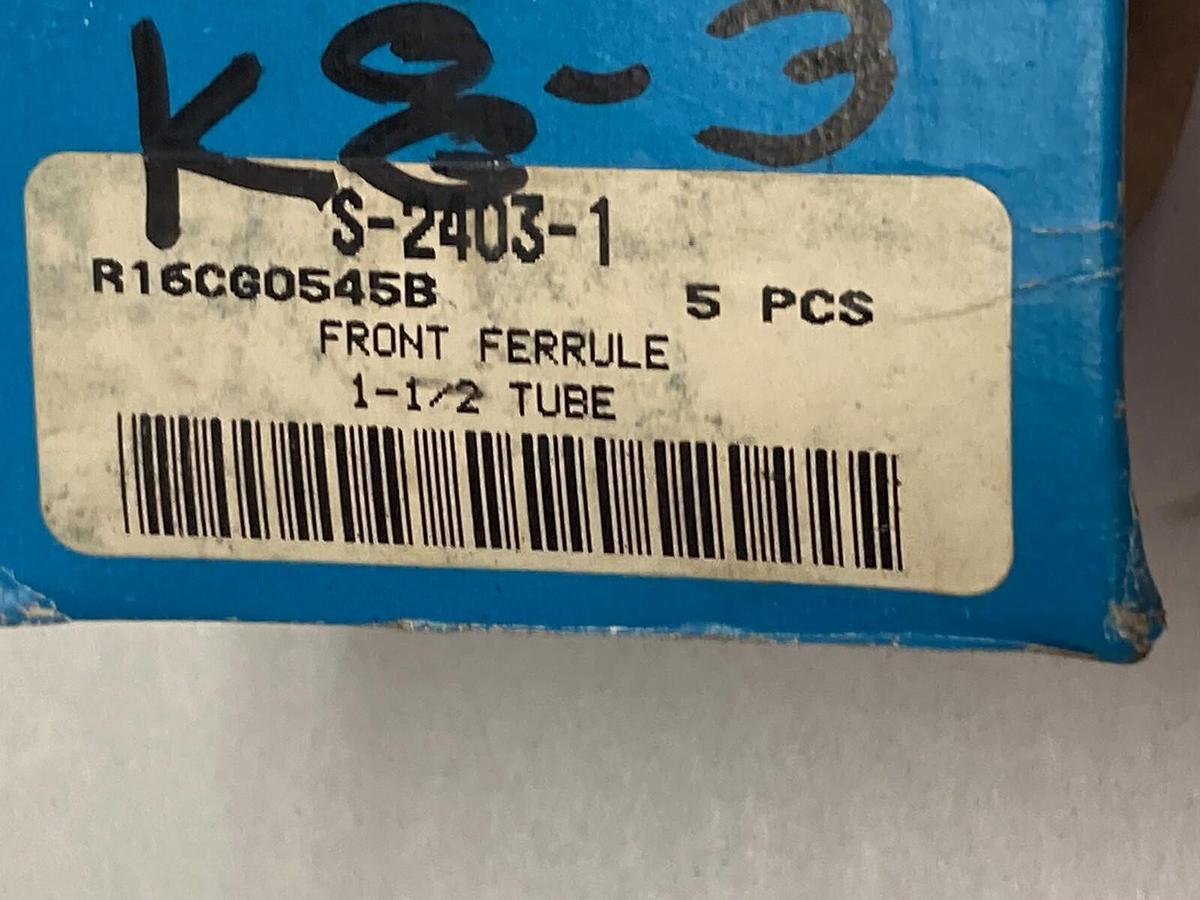 K8-3
S-2403-1
R16CG0545B 5 PCS
FRONT FERRULE
1-1/2 TUBE